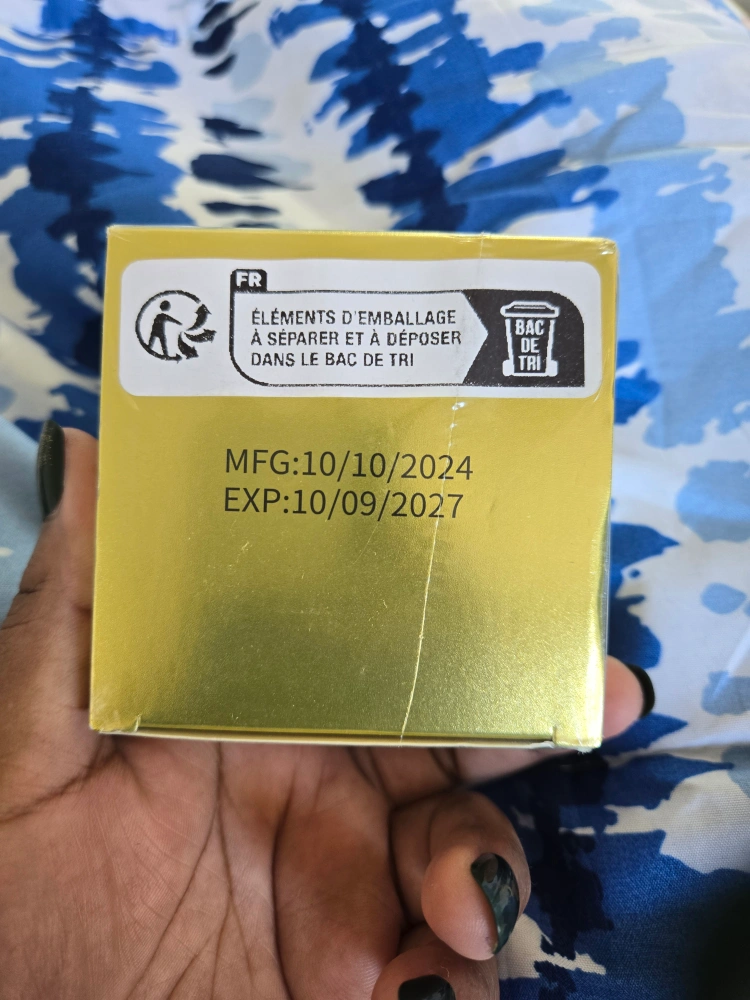 FR
ÉLÉMENTS D'EMBALLAGE
À SÉPARER ET À DÉPOSER
DANS LE BAC DE TRI
BAC
DE
TRI
MFG:10/10/2024
EXP:10/09/2027